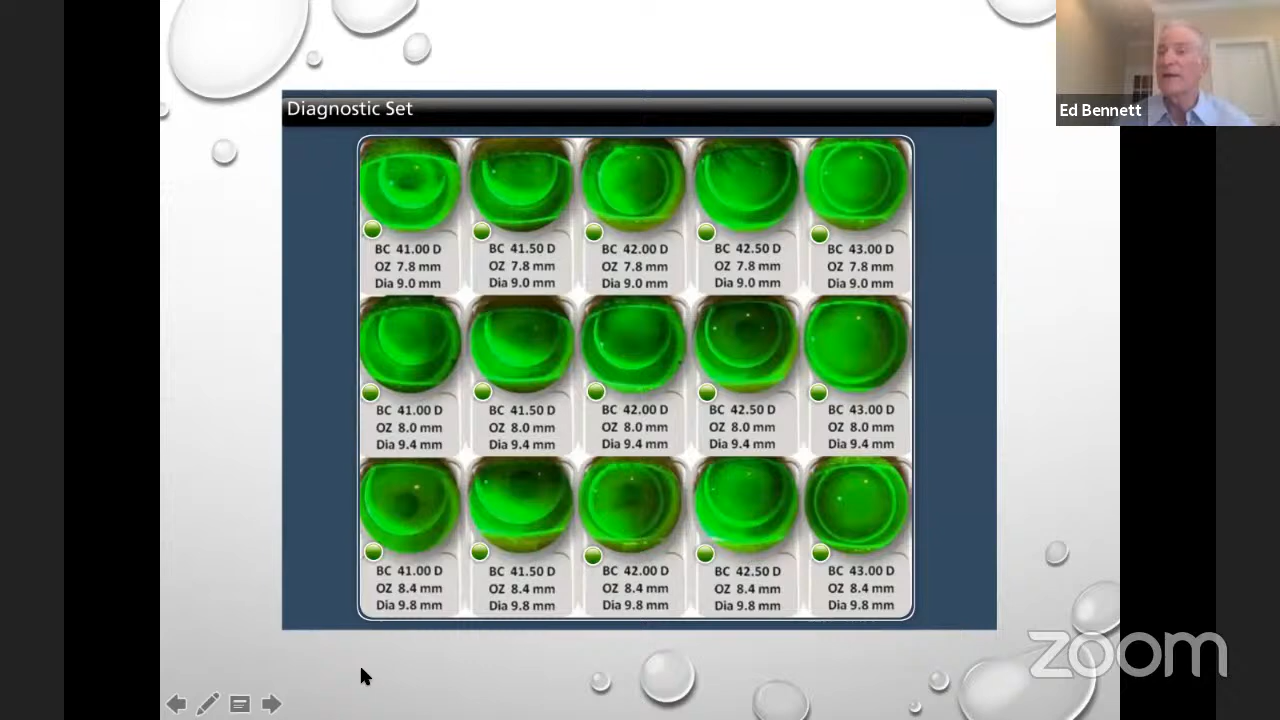 Ed Bennett
Diagnostic Set
BC 41.00 D
OZ 7.8 mm
Dia 9.0 mm
BC 41.50 D
OZ 7.8 mm
Dia 9.0 mm
BC 42.00 D
OZ 7.8 mm
Dia 9.0 mm
BC 42.50 D
OZ 7.8 mm
Dia 9.0 mm
BC 43.00 D
OZ 7.8 mm
Dia 9.0 mm
BC 41.00 D
OZ 8.0 mm
Dia 9.4 mm
BC 41.50 D
OZ 8.0 mm
Dia 9.4 mm
BC 42.00 D
OZ 8.0 mm
Dia 9.4 mm
BC 42.50 D
OZ 8.0 mm
Dia 9.4 mm
BC 43.00 D
OZ 8.0 mm
Dia 9.4 mm
BC 41.00 D
OZ 8.4 mm
Dia 9.8 mm
BC 41.50 D
OZ 8.4 mm
Dia 9.8 mm
BC 42.00 D
OZ 8.4 mm
Dia 9.8 mm
BC 42.50 D
OZ 8.4 mm
Dia 9.8 mm
BC 43.00 D
OZ 8.4 mm
Dia 9.8 mm
zoom